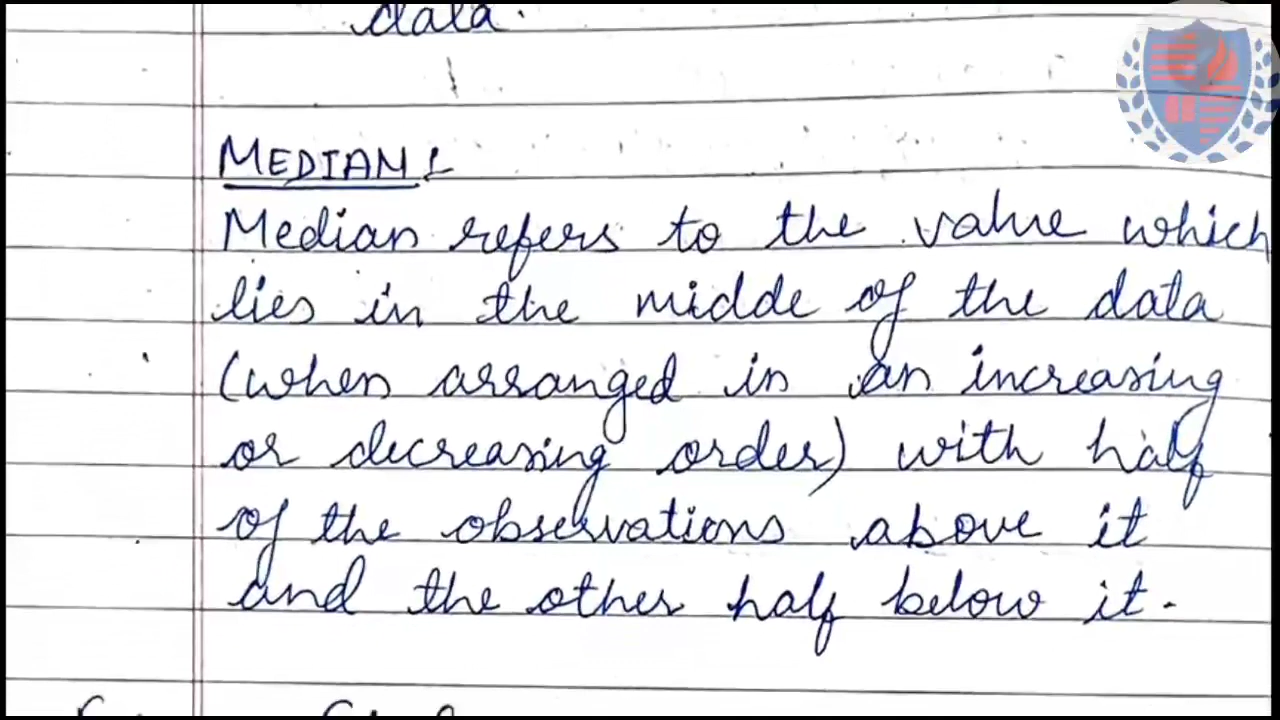 data.
MEDIAN :-
Median refers to the value which
lies in the midde of the data
(when arranged in an increasing
or decreasing order) with half
of the observations above it
and the other half below it.